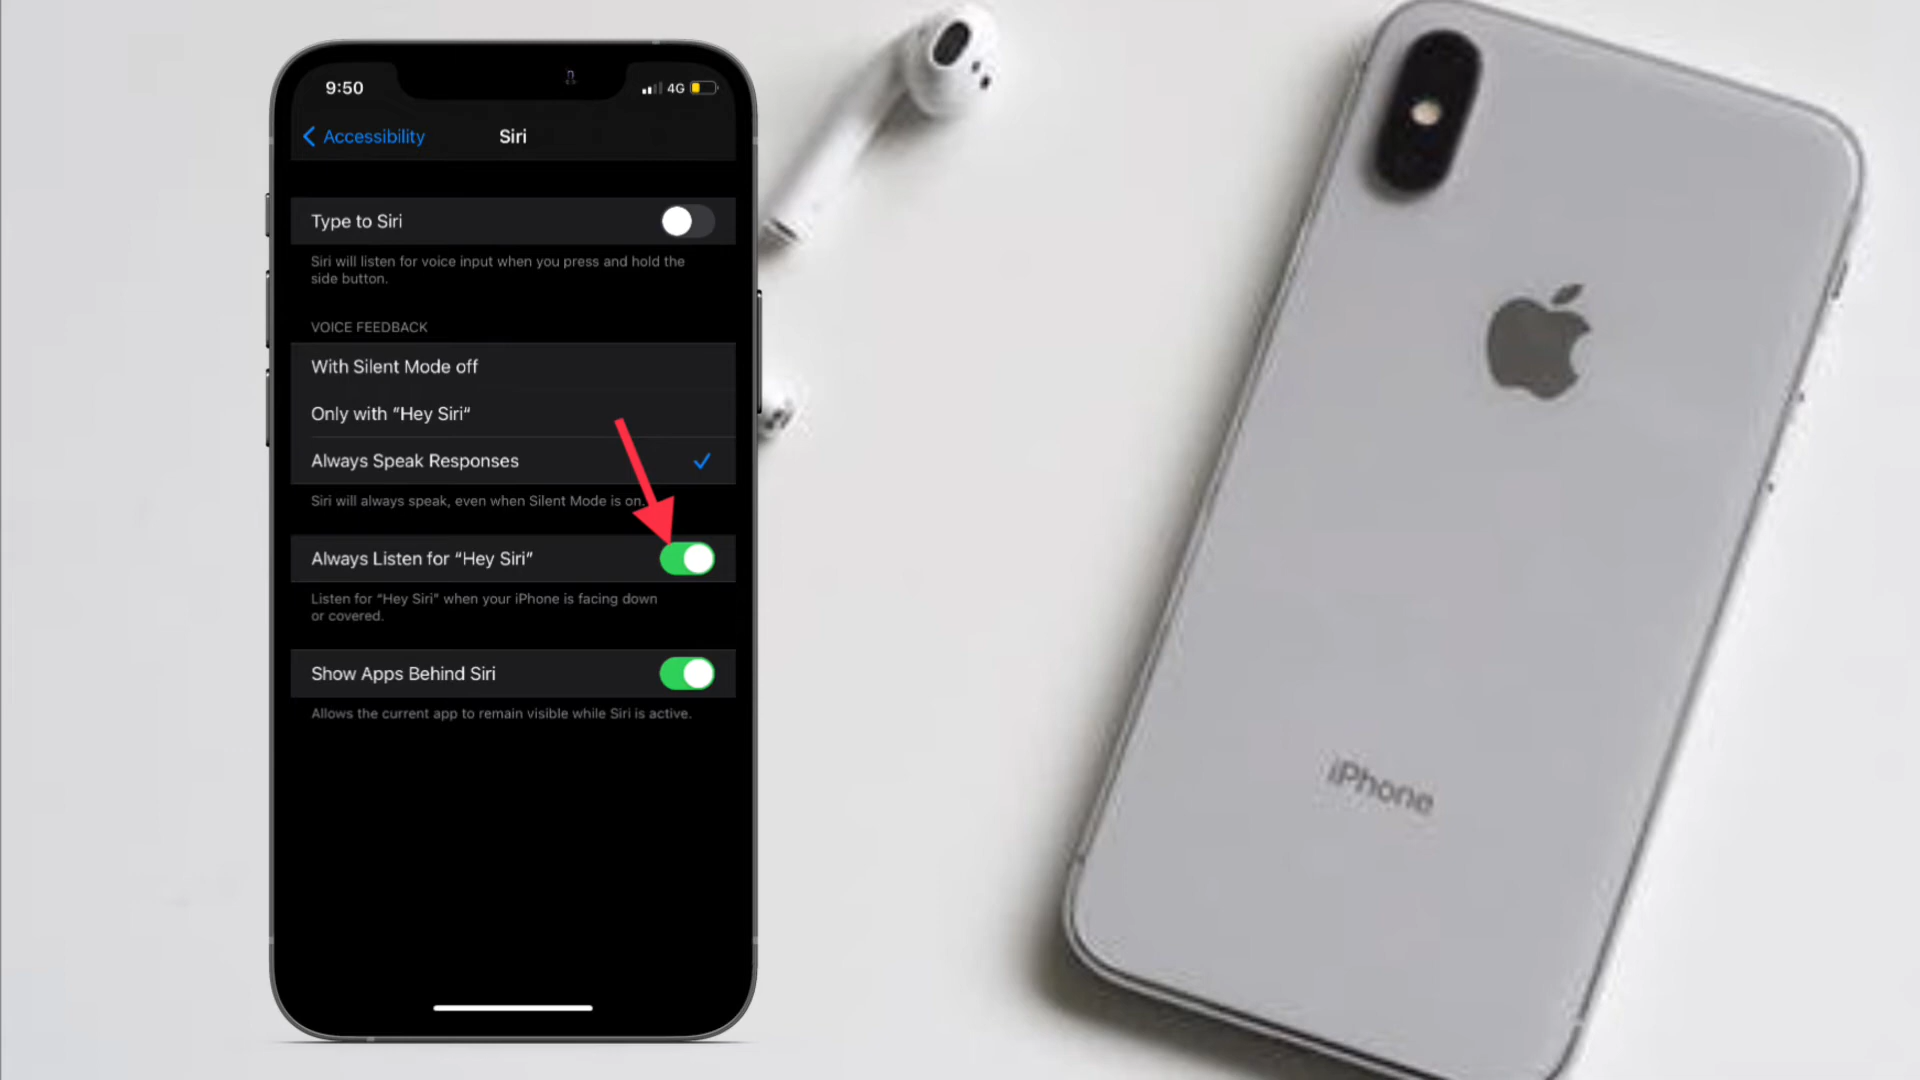 9:50
4G
Accessibility
Siri
Type to Siri
Siri will listen for voice input when you press and hold the
side button.
VOICE FEEDBACK
With Silent Mode off
Only with “Hey Siri“
Always Speak Responses
Siri will always speak, even when Silent Mode is on.
Always Listen for “Hey Siri”
Listen for “Hey Siri” when your iPhone is facing down
or covered.
Show Apps Behind Siri
Allows the current app to remain visible while Siri is active.
iPhone